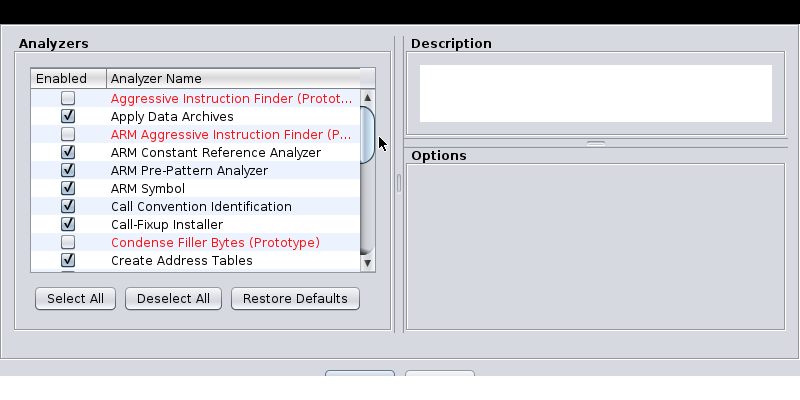 Analyzers
Description
Enabled
Analyzer Name
Aggressive Instruction Finder (Protot...
Apply Data Archives
ARM Aggressive Instruction Finder (P...
ARM Constant Reference Analyzer
ARM Pre-Pattern Analyzer
ARM Symbol
Call Convention Identification
Call-Fixup Installer
Condense Filler Bytes (Prototype)
Create Address Tables
Options
Select All
Deselect All
Restore Defaults